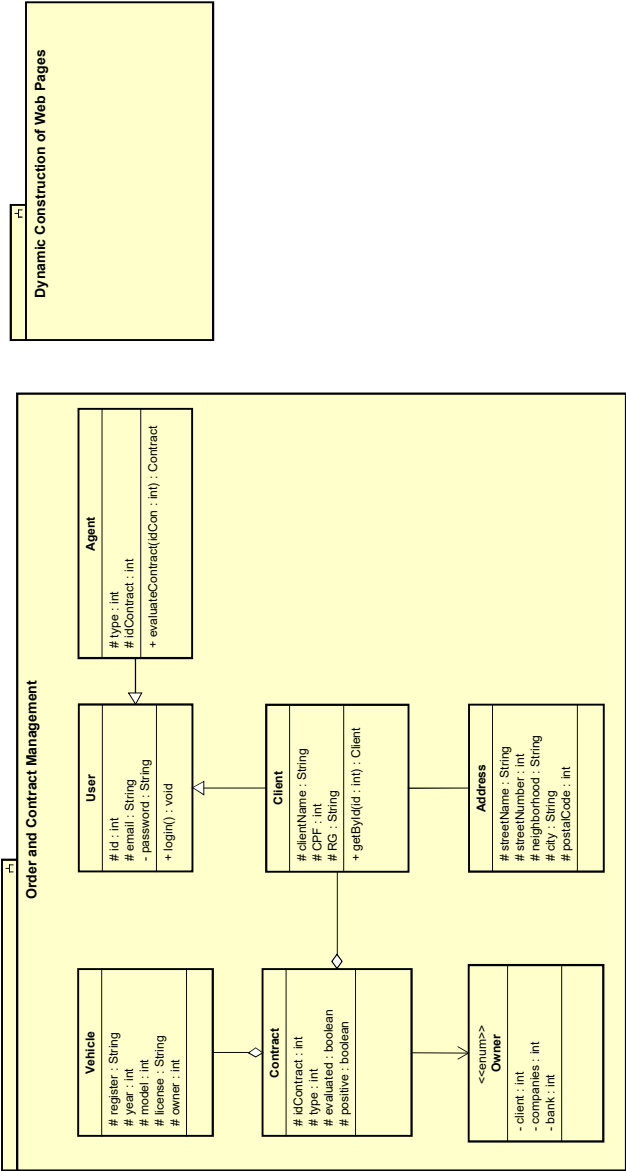 Order and Contract Management
Vehicle
# register : String
# year : int
# model : int
# license : String
# owner : int
User
# id : int
# email : String
- password : String
+ login() : void
Agent
# type : int
# idContract : int
+ evaluateContract(idCon : int) : Contract
Contract
# idContract : int
# type : int
# evaluated : boolean
# positive : boolean
Client
# clientName : String
# CPF : int
# RG : String
+ getById(id : int) : Client
<<enum>>
Owner
- client : int
- companies : int
- bank : int
Address
# streetName : String
# streetNumber : int
# neighborhood : String
# city : String
# postalCode : int
Dynamic Construction of Web Pages